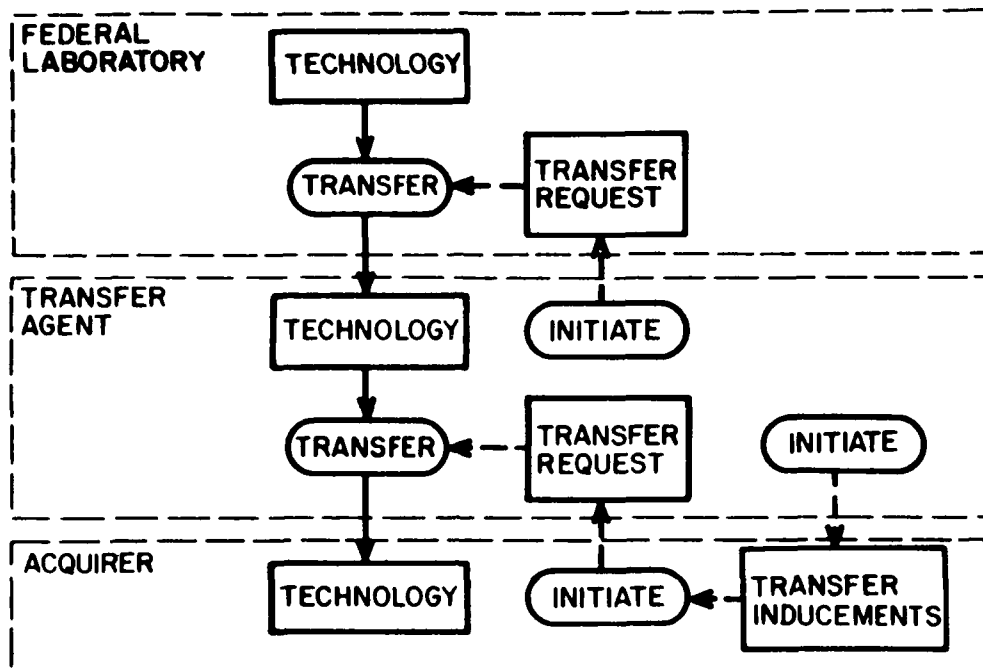 FEDERAL
LABORATORY
TECHNOLOGY
TRANSFER
TRANSFER
REQUEST
TRANSFER
AGENT
TECHNOLOGY
INITIATE
TRANSFER
TRANSFER
REQUEST
INITIATE
ACQUIRER
TECHNOLOGY
INITIATE
TRANSFER
INDUCEMENTS